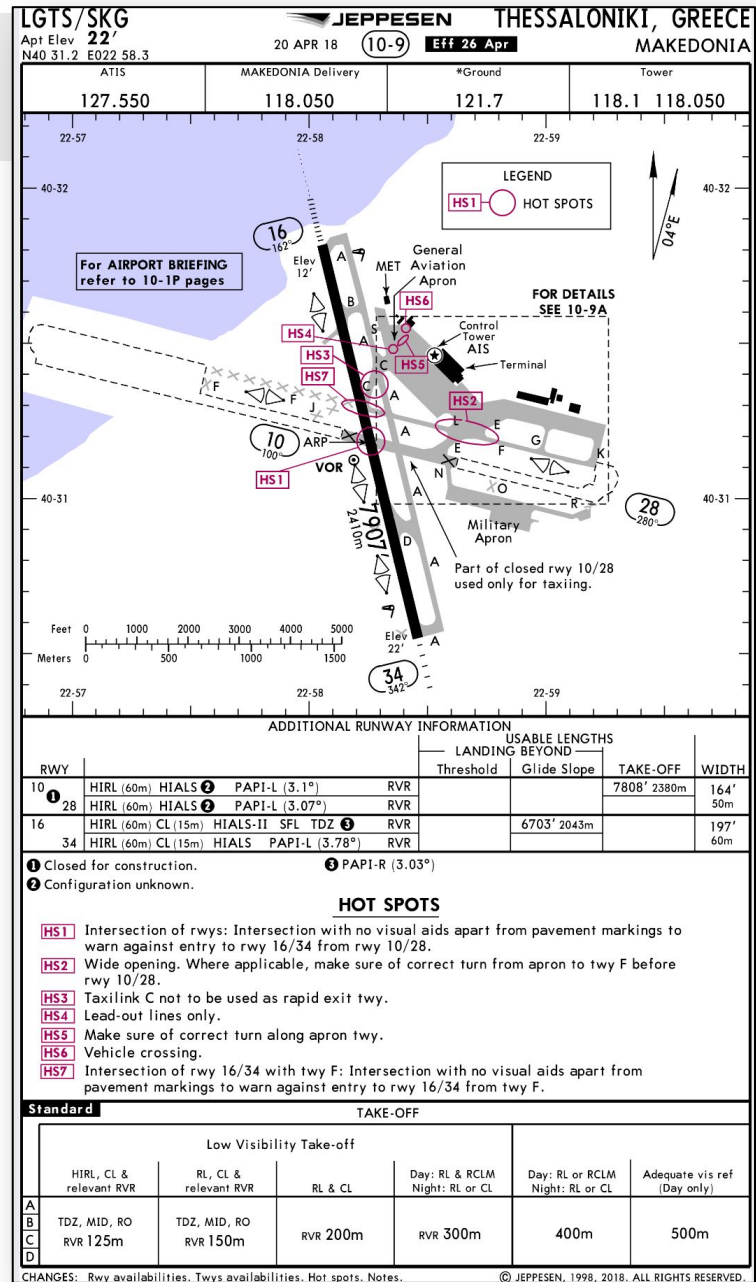 LGTS/SKG
JEPPESEN
THESSALONIKI, GREECE
Apt Elev 22'
20 APR 18
10-9
Eff 26 Apr
MAKEDONIA
N40 31.2 E022 58.3
ATIS
MAKEDONIA Delivery
*Ground
Tower
127.550
118.050
121.7
118.1 118.050
22-57
22-58
22-59
40-32
40-32
LEGEND
HS1 HOT SPOTS
04°E
16
162°
Elev
12'
For AIRPORT BRIEFING
refer to 10-1P pages
MET
General
Aviation
Apron
HS6
FOR DETAILS
SEE 10-9A
A
B
S
HS4
HS3
HS7
A
C
C
HS5
Control
Tower
AIS
Terminal
F
F
J
A
HS2
10
100°
ARP
VOR
HS1
A
L
E
E
F
G
K
N
O
R
40-31
40-31
28
280°
A
7907'
2410m
Military
Apron
D
A
Part of closed rwy 10/28
used only for taxiing.
Feet 0 1000 2000 3000 4000 5000
Meters 0 500 1000 1500
Elev
22'
A
34
342°
22-57
22-58
22-59
ADDITIONAL RUNWAY INFORMATION
USABLE LENGTHS
LANDING BEYOND
RWY
Threshold
Glide Slope
TAKE-OFF
WIDTH
10 HIRL (60m) HIALS ❷ PAPI-L (3.1°) RVR 7808' 2380m 164'
❶
28 HIRL (60m) HIALS ❷ PAPI-L (3.07°) RVR 50m
16 HIRL (60m) CL (15m) HIALS-II SFL TDZ ❸ RVR 6703' 2043m 197'
34 HIRL (60m) CL (15m) HIALS PAPI-L (3.78°) RVR 60m
❶ Closed for construction. ❸ PAPI-R (3.03°)
❷ Configuration unknown.
HOT SPOTS
HS1 Intersection of rwys: Intersection with no visual aids apart from pavement markings to
warn against entry to rwy 16/34 from rwy 10/28.
HS2 Wide opening. Where applicable, make sure of correct turn from apron to twy F before
rwy 10/28.
HS3 Taxilink C not to be used as rapid exit twy.
HS4 Lead-out lines only.
HS5 Make sure of correct turn along apron twy.
HS6 Vehicle crossing.
HS7 Intersection of rwy 16/34 with twy F: Intersection with no visual aids apart from
pavement markings to warn against entry to rwy 16/34 from twy F.
Standard
TAKE-OFF
Low Visibility Take-off
HIRL, CL &
relevant RVR
RL, CL &
relevant RVR
RL & CL
Day: RL & RCLM
Night: RL or CL
Day: RL or RCLM
Night: RL or CL
Adequate vis ref
(Day only)
A
B
C
D
TDZ, MID, RO
RVR 125m
TDZ, MID, RO
RVR 150m
RVR 200m
RVR 300m
400m
500m
CHANGES: Rwy availabilities. Twys availabilities. Hot spots. Notes.
© JEPPESEN, 1998, 2018. ALL RIGHTS RESERVED.